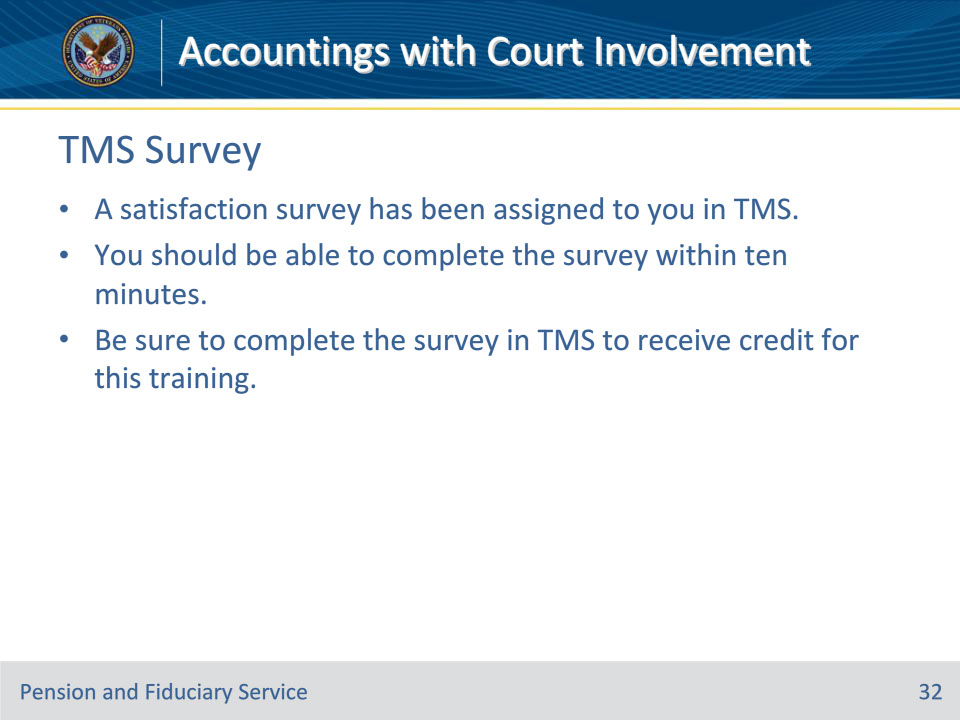 DEPARTMENT OF VETERANS AFFAIRS
UNITED STATES OF AMERICA
Accountings with Court Involvement
TMS Survey
• A satisfaction survey has been assigned to you in TMS.
• You should be able to complete the survey within ten
minutes.
• Be sure to complete the survey in TMS to receive credit for
this training.
Pension and Fiduciary Service
32